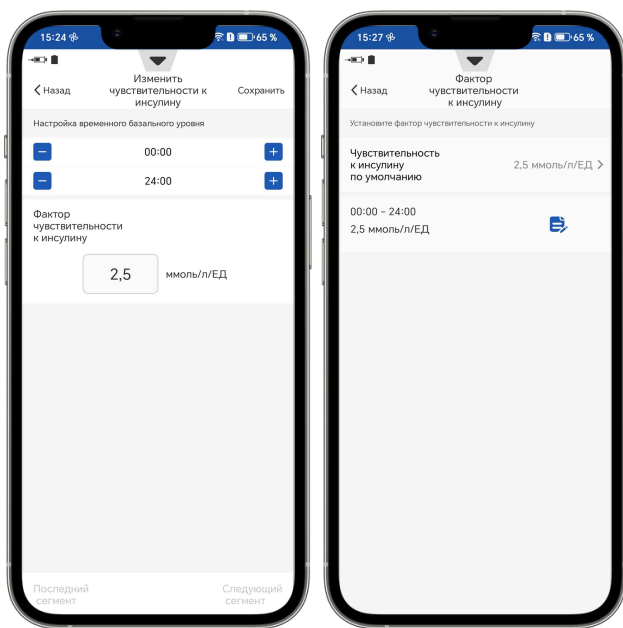 15:24
65 %
Назад
Изменить
чувствительности к
инсулину
Сохранить
Настройка временного базального уровня
00:00
24:00
Фактор
чувствительности
к инсулину
2,5 ммоль/л/ЕД
Последний
сегмент
Следующий
сегмент
15:27
65 %
Назад
Фактор
чувствительности
к инсулину
Установите фактор чувствительности к инсулину
Чувствительность
к инсулину
по умолчанию
2,5 ммоль/л/ЕД
00:00 - 24:00
2,5 ммоль/л/ЕД